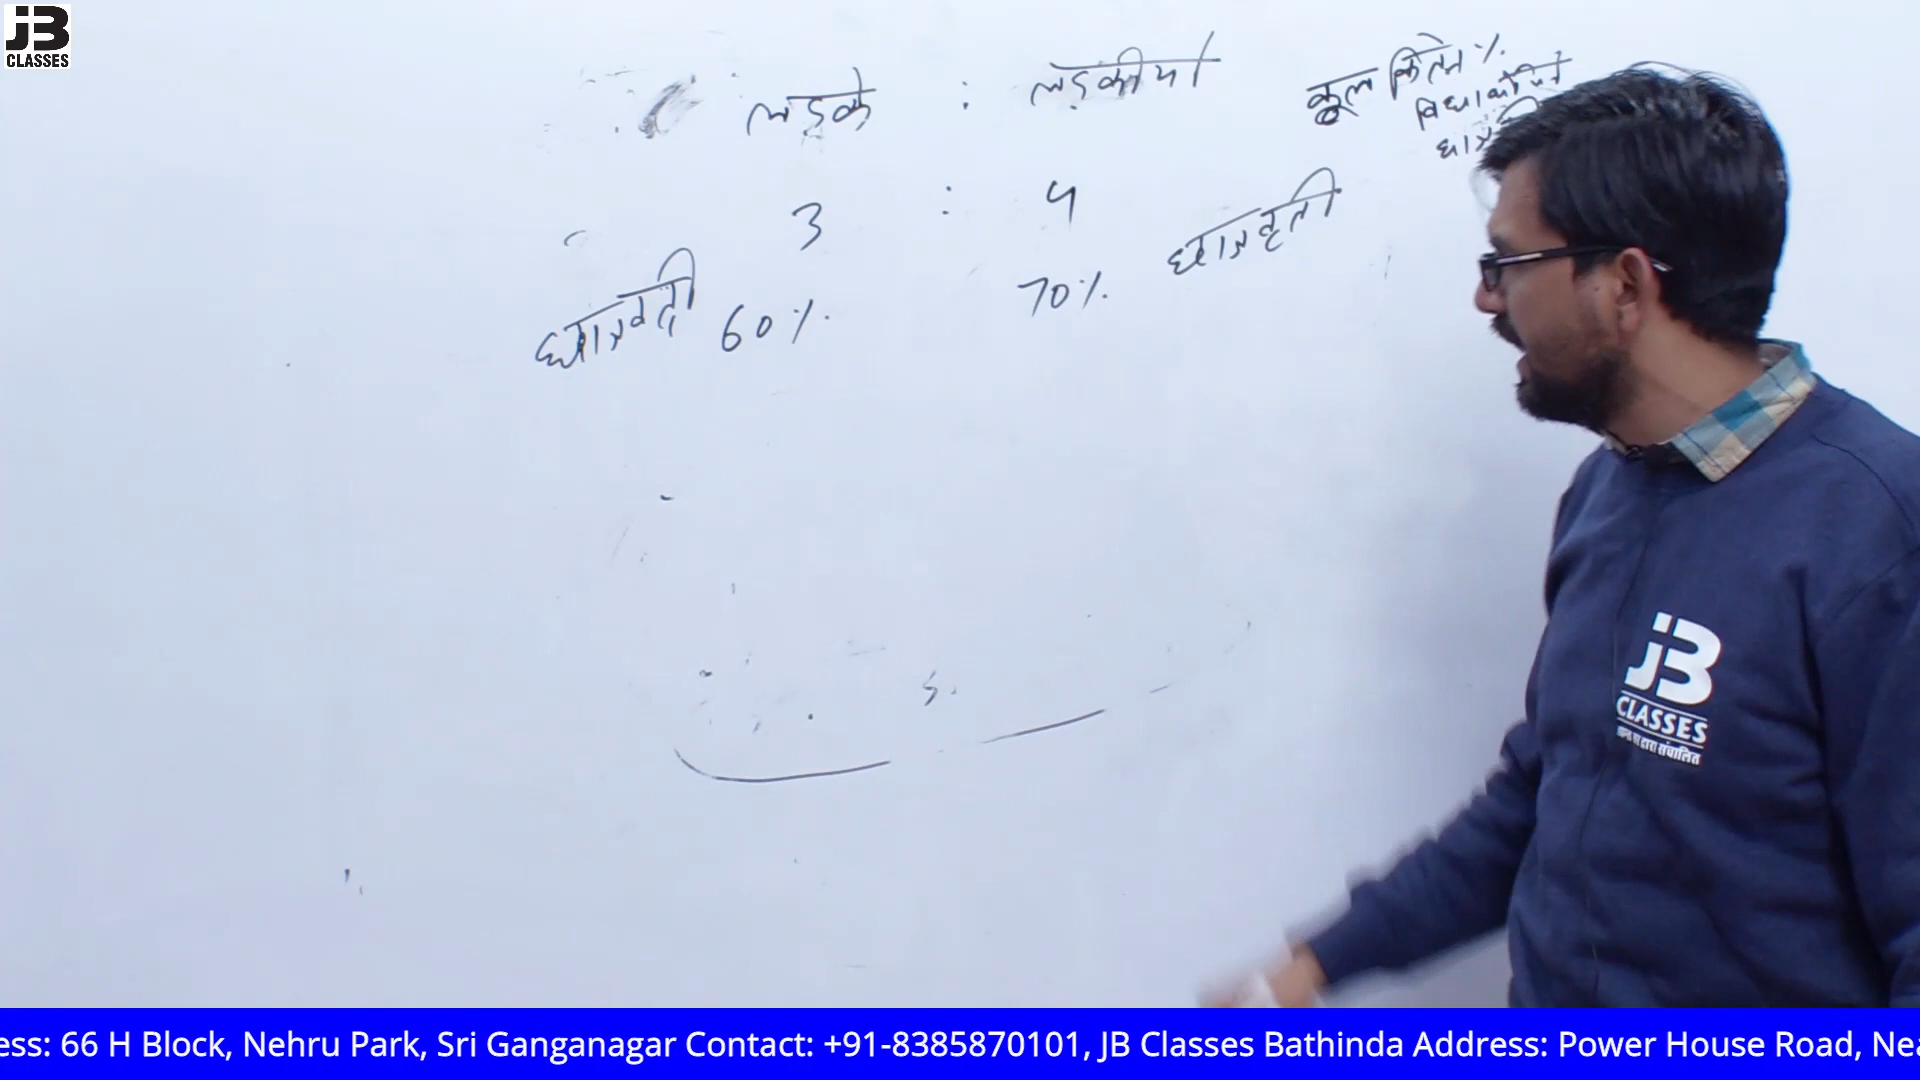 JB
CLASSES
लड़के : लड़कीयां
कूल कितने %
विद्यार्थीयों
3 : 4
छात्रवृती
छात्रवृती 60%.
70%.
JB
CLASSES
ess: 66 H Block, Nehru Park, Sri Ganganagar Contact: +91-8385870101, JB Classes Bathinda Address: Power House Road, Nea